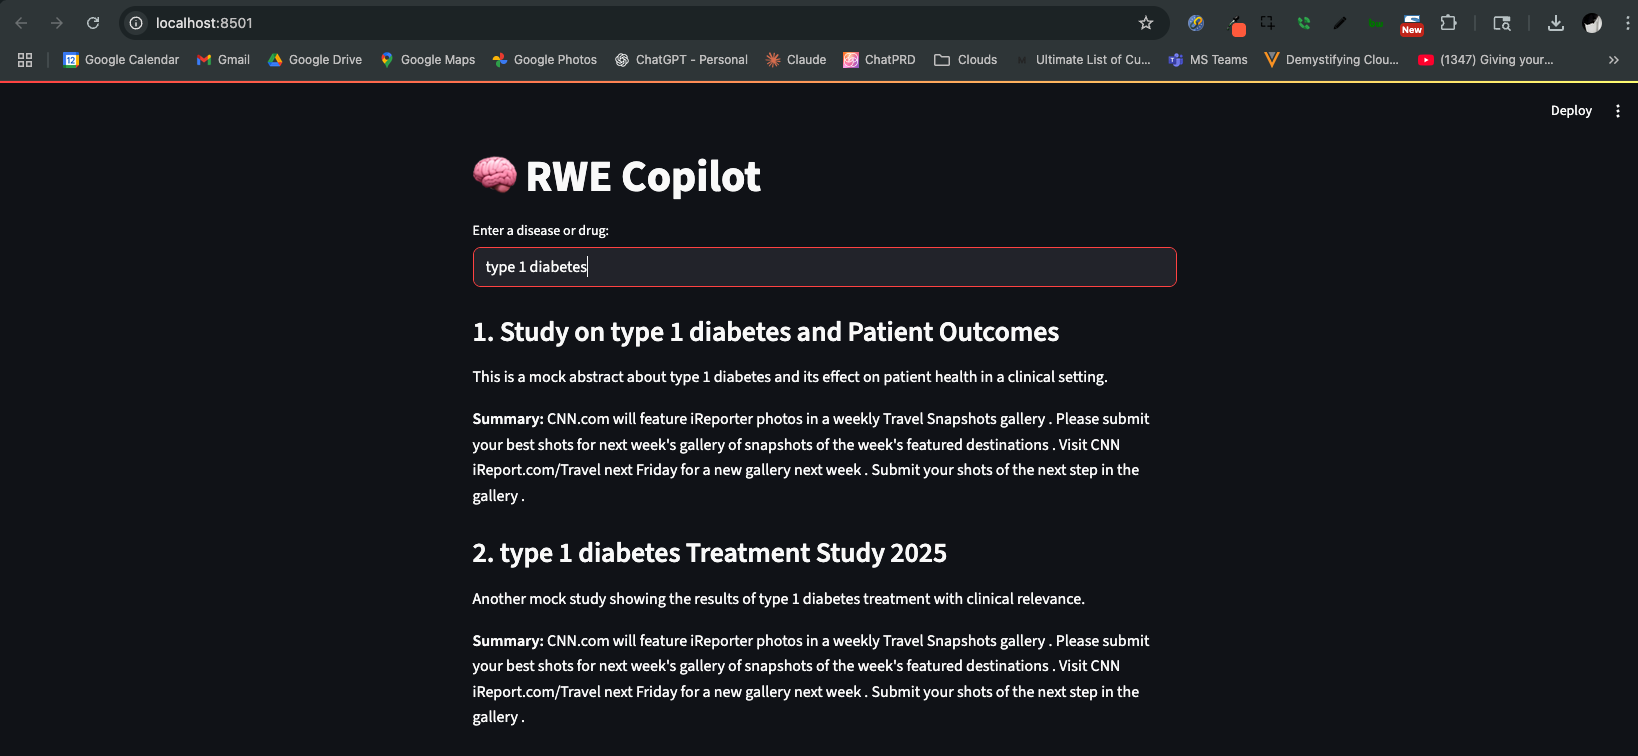 localhost:8501
New
Google Calendar
Gmail
Google Drive
Google Maps
Google Photos
ChatGPT - Personal
Claude
ChatPRD
Clouds
Ultimate List of Cu...
MS Teams
Demystifying Clou...
(1347) Giving your...
Deploy
RWE Copilot
Enter a disease or drug:
type 1 diabetes
1. Study on type 1 diabetes and Patient Outcomes
This is a mock abstract about type 1 diabetes and its effect on patient health in a clinical setting.
Summary: CNN.com will feature iReporter photos in a weekly Travel Snapshots gallery . Please submit
your best shots for next week's gallery of snapshots of the week's featured destinations . Visit CNN
iReport.com/Travel next Friday for a new gallery next week . Submit your shots of the next step in the
gallery .
2. type 1 diabetes Treatment Study 2025
Another mock study showing the results of type 1 diabetes treatment with clinical relevance.
Summary: CNN.com will feature iReporter photos in a weekly Travel Snapshots gallery . Please submit
your best shots for next week's gallery of snapshots of the week's featured destinations . Visit CNN
iReport.com/Travel next Friday for a new gallery next week . Submit your shots of the next step in the
gallery .